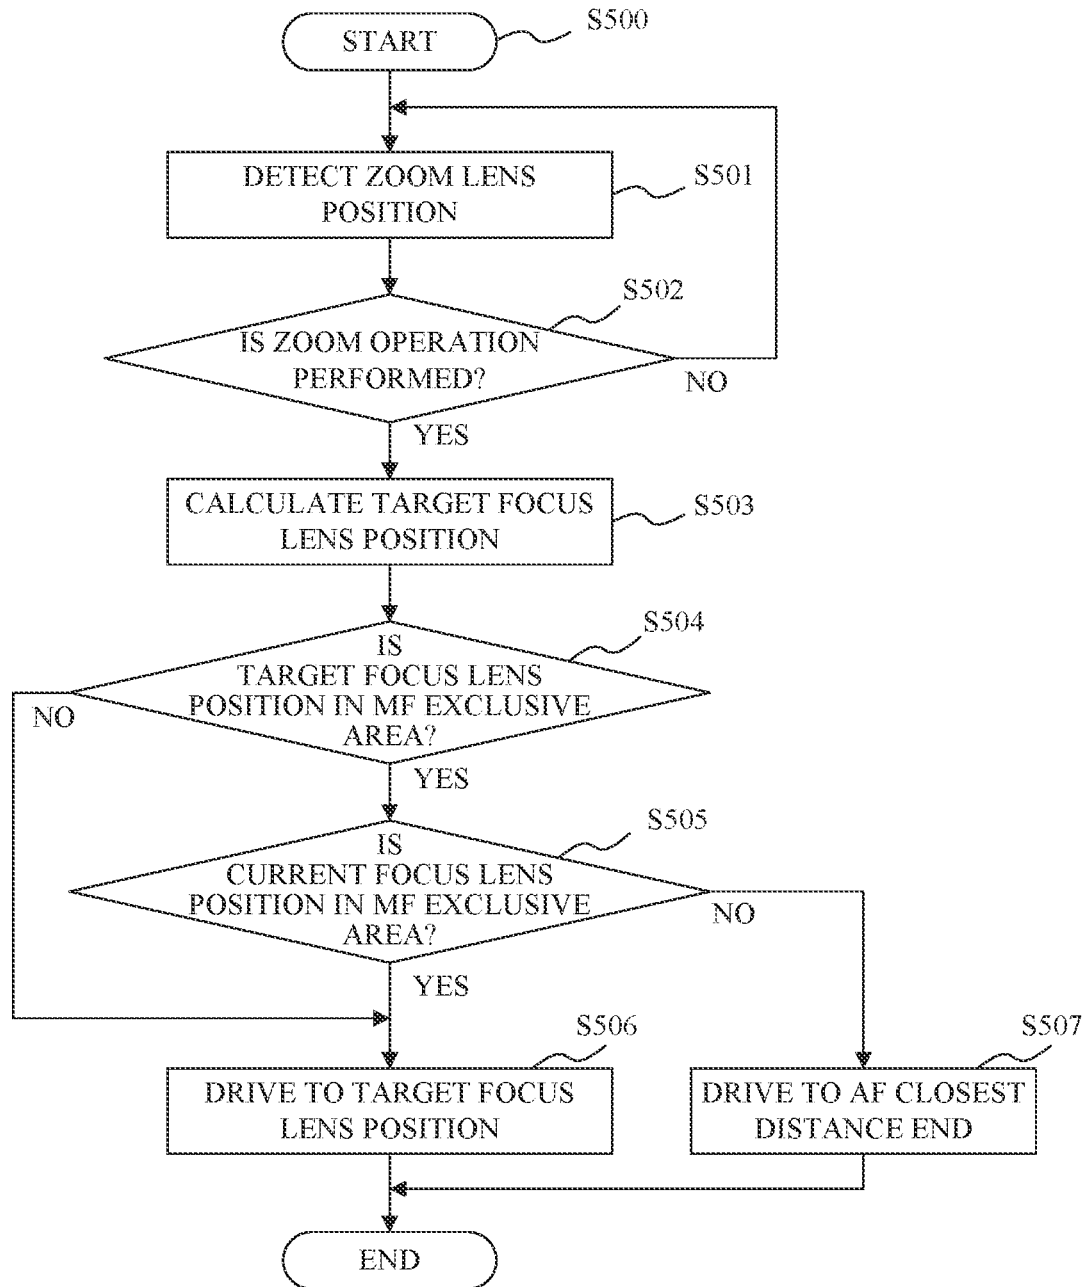 START
S500
DETECT ZOOM LENS
POSITION
S501
S502
IS ZOOM OPERATION
PERFORMED?
NO
YES
CALCULATE TARGET FOCUS
LENS POSITION
S503
S504
IS
TARGET FOCUS LENS
POSITION IN MF EXCLUSIVE
AREA?
NO
YES
S505
IS
CURRENT FOCUS LENS
POSITION IN MF EXCLUSIVE
AREA?
NO
YES
S506
DRIVE TO TARGET FOCUS
LENS POSITION
S507
DRIVE TO AF CLOSEST
DISTANCE END
END